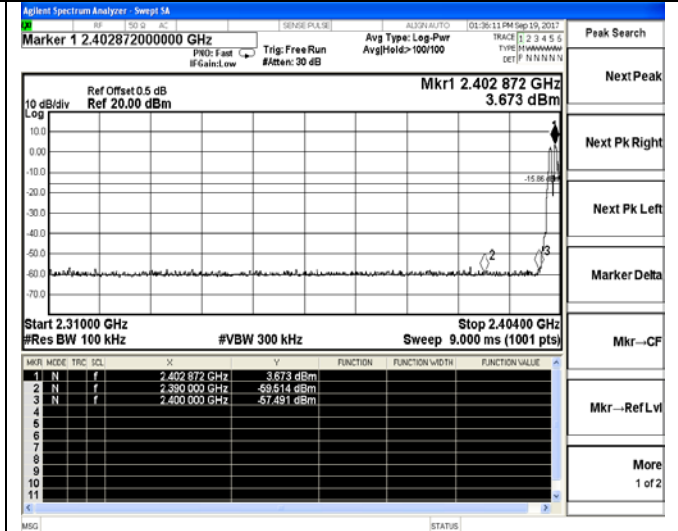 Agilent Spectrum Analyzer - Swept SA
RF 50 Ω AC SENSE:PULSE ALIGN AUTO 01:36:11 PM Sep 19, 2017
Marker 1 2.402872000000 GHz
PNO: Fast
IFGain:Low
Trig: Free Run
#Atten: 30 dB
Avg Type: Log-Pwr
Avg|Hold:>100/100
TRACE 1 2 3 4 5 6
TYPE M
DET P N N N N N
Peak Search
Ref Offset 0.5 dB
10 dB/div Ref 20.00 dBm
Log
Mkr1 2.402 872 GHz
3.673 dBm
10.0
0.00
-10.0
-20.0
-30.0
-40.0
-50.0
-60.0
-70.0
1
-15.86 dBm
2
3
Start 2.31000 GHz
Stop 2.40400 GHz
#Res BW 100 kHz #VBW 300 kHz Sweep 9.000 ms (1001 pts)
MKR MODE TRC SCL X Y FUNCTION FUNCTION WIDTH FUNCTION VALUE
1 N f 2.402 872 GHz 3.673 dBm
2 N f 2.390 000 GHz -59.514 dBm
3 N f 2.400 000 GHz -57.491 dBm
4
5
6
7
8
9
10
11
MSG STATUS
Next Peak
Next Pk Right
Next Pk Left
Marker Delta
Mkr→CF
Mkr→Ref Lvl
More
1 of 2